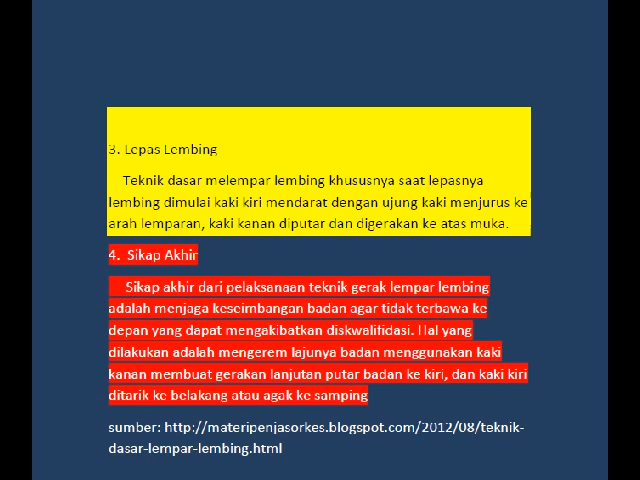 3. Lepas Lembing
Teknik dasar melempar lembing khususnya saat lepasnya
lembing dimulai kaki kiri mendarat dengan ujung kaki menjurus ke
arah lemparan, kaki kanan diputar dan digerakan ke atas muka.
4. Sikap Akhir
Sikap akhir dari pelaksanaan teknik gerak lempar lembing
adalah menjaga keseimbangan badan agar tidak terbawa ke
depan yang dapat mengakibatkan diskwalifidasi. Hal yang
dilakukan adalah mengerem lajunya badan menggunakan kaki
kanan membuat gerakan lanjutan putar badan ke kiri, dan kaki kiri
ditarik ke belakang atau agak ke samping
sumber: http://materipenjasorkes.blogspot.com/2012/08/teknik-
dasar-lempar-lembing.html